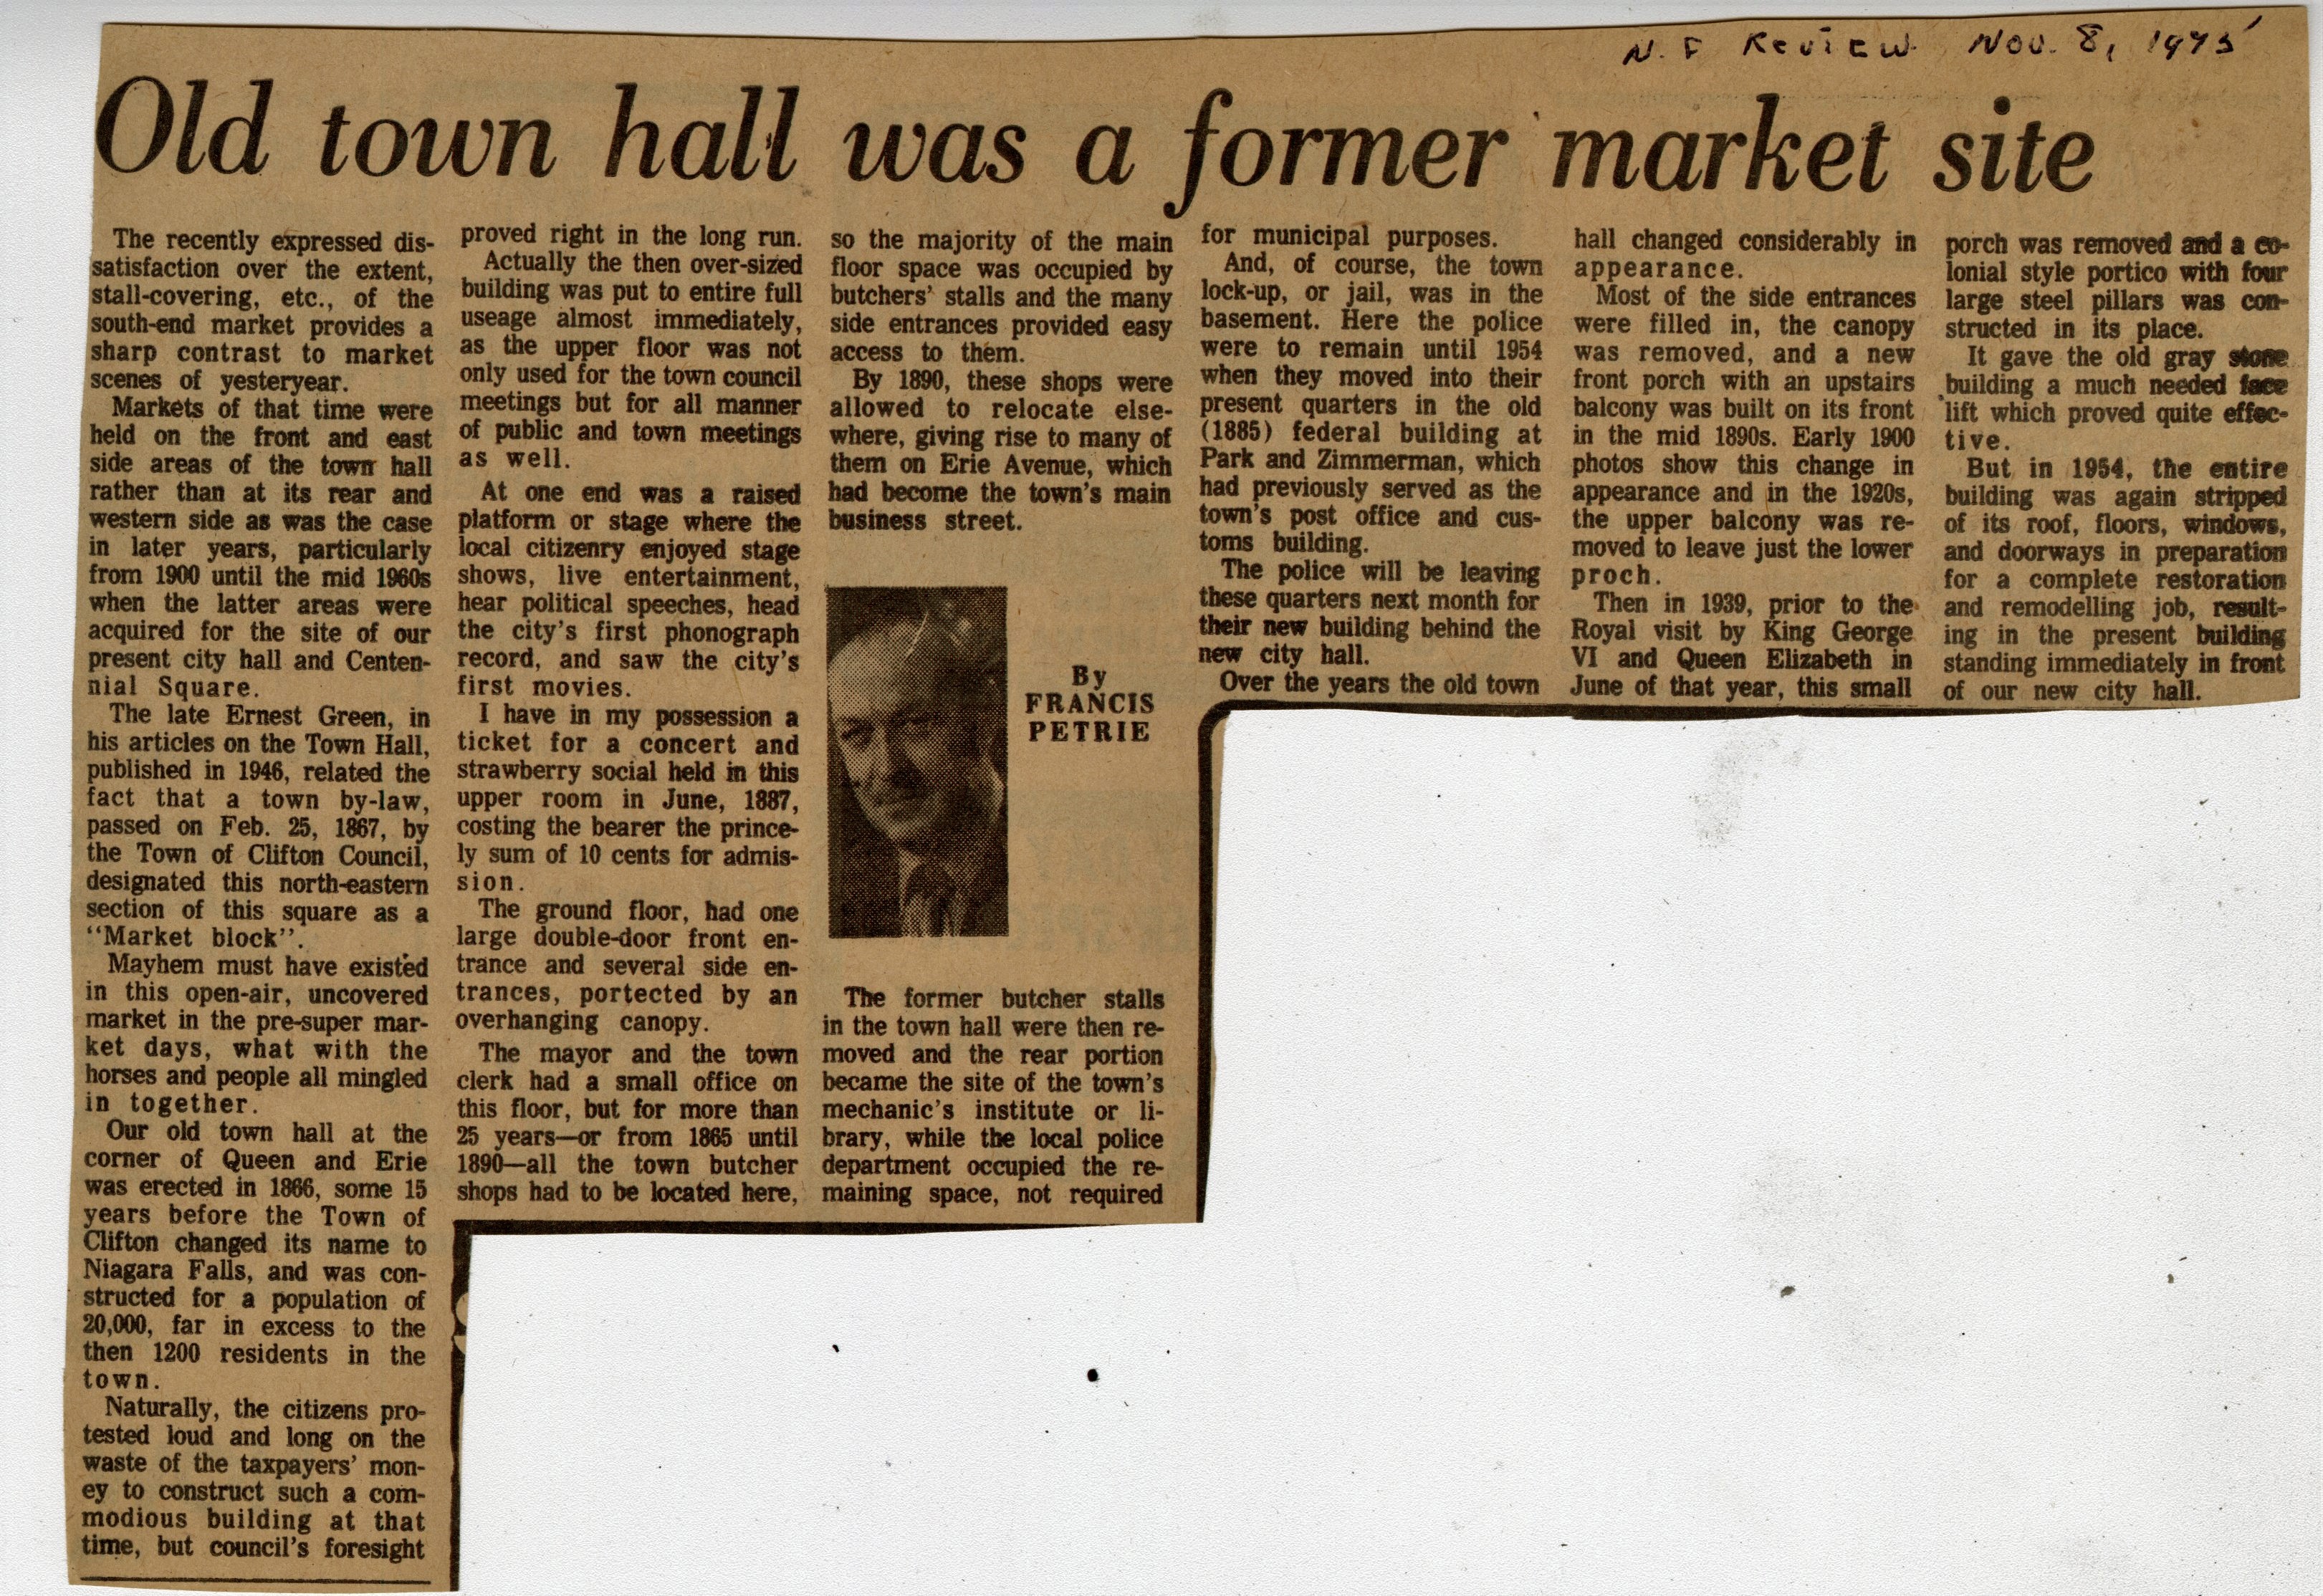 N. F Review Nov. 8, 1975
Old town hall was a former market site
The recently expressed dis-
satisfaction over the extent,
stall-covering, etc., of the
south-end market provides a
sharp contrast to market
scenes of yesteryear.
Markets of that time were
held on the front and east
side areas of the town hall
rather than at its rear and
western side as was the case
in later years, particularly
from 1900 until the mid 1960s
when the latter areas were
acquired for the site of our
present city hall and Centen-
nial Square.
The late Ernest Green, in
his articles on the Town Hall,
published in 1946, related the
fact that a town by-law,
passed on Feb. 25, 1867, by
the Town of Clifton Council,
designated this north-eastern
section of this square as a
"Market block".
Mayhem must have existed
in this open-air, uncovered
market in the pre-super mar-
ket days, what with the
horses and people all mingled
in together.
Our old town hall at the
corner of Queen and Erie
was erected in 1866, some 15
years before the Town of
Clifton changed its name to
Niagara Falls, and was con-
structed for a population of
20,000, far in excess to the
then 1200 residents in the
town.
Naturally, the citizens pro-
tested loud and long on the
waste of the taxpayers' mon-
ey to construct such a com-
modious building at that
time, but council's foresight
proved right in the long run.
Actually the then over-sized
building was put to entire full
useage almost immediately,
as the upper floor was not
only used for the town council
meetings but for all manner
of public and town meetings
as well.
At one end was a raised
platform or stage where the
local citizenry enjoyed stage
shows, live entertainment,
hear political speeches, head
the city's first phonograph
record, and saw the city's
first movies.
I have in my possession a
ticket for a concert and
strawberry social held in this
upper room in June, 1887,
costing the bearer the prince-
ly sum of 10 cents for admis-
sion.
The ground floor, had one
large double-door front en-
trance and several side en-
trances, portected by an
overhanging canopy.
The mayor and the town
clerk had a small office on
this floor, but for more than
25 years—or from 1865 until
1890—all the town butcher
shops had to be located here,
so the majority of the main
floor space was occupied by
butchers' stalls and the many
side entrances provided easy
access to them.
By 1890, these shops were
allowed to relocate else-
where, giving rise to many of
them on Erie Avenue, which
had become the town's main
business street.
By
FRANCIS
PETRIE
The former butcher stalls
in the town hall were then re-
moved and the rear portion
became the site of the town's
mechanic's institute or li-
brary, while the local police
department occupied the re-
maining space, not required
for municipal purposes.
And, of course, the town
lock-up, or jail, was in the
basement. Here the police
were to remain until 1954
when they moved into their
present quarters in the old
(1885) federal building at
Park and Zimmerman, which
had previously served as the
town's post office and cus-
toms building.
The police will be leaving
these quarters next month for
their new building behind the
new city hall.
Over the years the old town
hall changed considerably in
appearance.
Most of the side entrances
were filled in, the canopy
was removed, and a new
front porch with an upstairs
balcony was built on its front
in the mid 1890s. Early 1900
photos show this change in
appearance and in the 1920s,
the upper balcony was re-
moved to leave just the lower
proch.
Then in 1939, prior to the
Royal visit by King George
VI and Queen Elizabeth in
June of that year, this small
porch was removed and a co-
lonial style portico with four
large steel pillars was con-
structed in its place.
It gave the old gray stone
building a much needed face
lift which proved quite effec-
tive.
But in 1954, the entire
building was again stripped
of its roof, floors, windows,
and doorways in preparation
for a complete restoration
and remodelling job, result-
ing in the present building
standing immediately in front
of our new city hall.